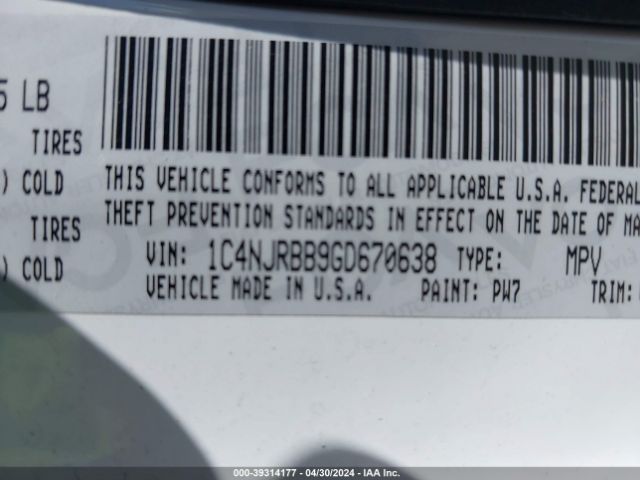 5 LB
TIRES
) COLD
TIRES
) COLD
THIS VEHICLE CONFORMS TO ALL APPLICABLE U.S.A. FEDERAL
THEFT PREVENTION STANDARDS IN EFFECT ON THE DATE OF MA
VIN: 1C4NJRBB9GD670638 TYPE: MPV
VEHICLE MADE IN U.S.A. PAINT: PW7 TRIM:
000-39314177 - 04/30/2024 - IAA Inc.